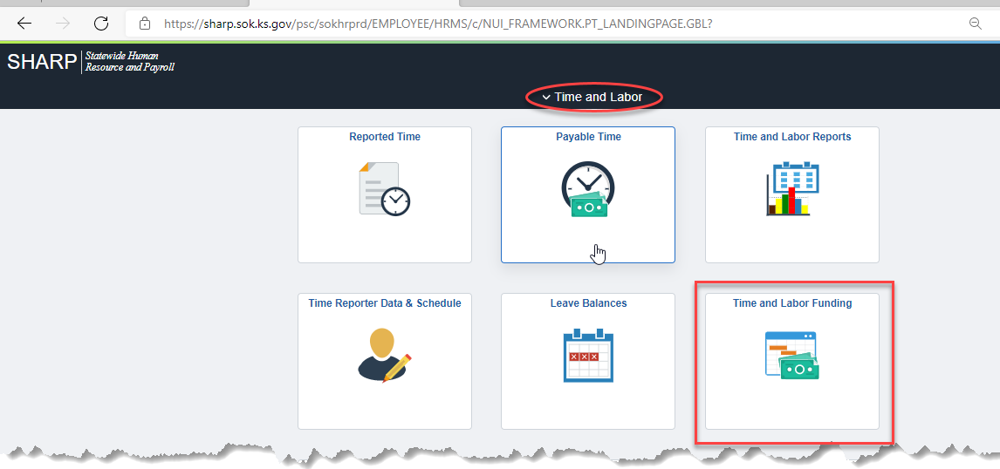 https://sharp.sok.ks.gov/psc/sokhrprd/EMPLOYEE/HRMS/c/NUI_FRAMEWORK.PT_LANDINGPAGE.GBL?
SHARP
Statewide Human
Resource and Payroll
Time and Labor
Reported Time
Payable Time
Time and Labor Reports
Time Reporter Data & Schedule
Leave Balances
Time and Labor Funding